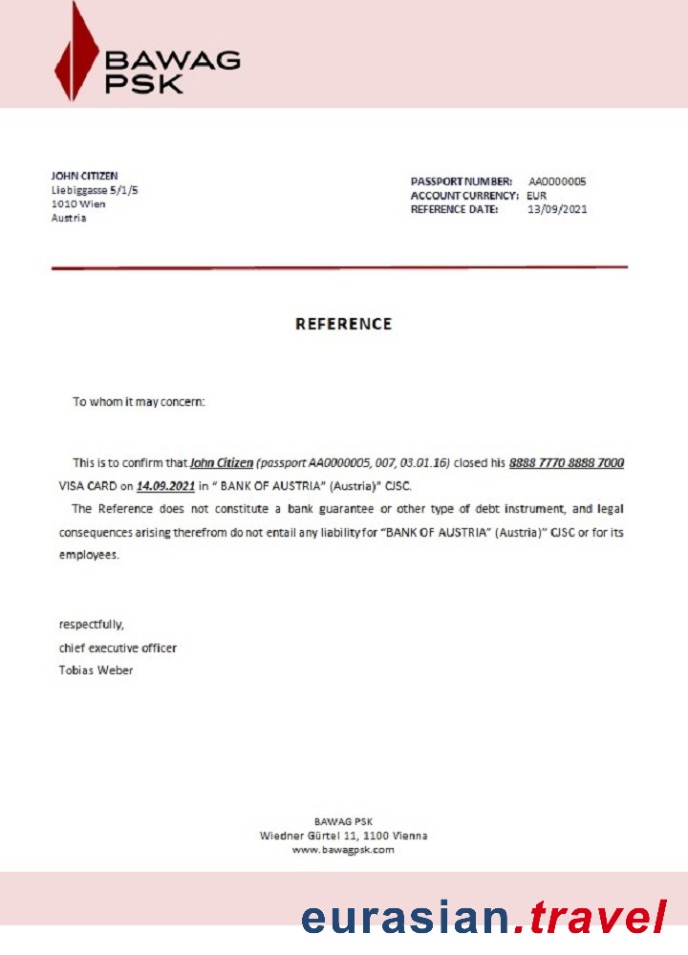 BAWAG
PSK
JOHN CITIZEN
Liebiggasse 5/1/5
1010 Wien
Austria
PASSPORT NUMBER: AA0000005
ACCOUNT CURRENCY: EUR
REFERENCE DATE: 13/09/2021
REFERENCE
To whom it may concern:
This is to confirm that John Citizen (passport AA0000005, 007, 03.01.16) closed his 8888 7770 8888 7000
VISA CARD on 14.09.2021 in “ BANK OF AUSTRIA” (Austria)” CJSC.
The Reference does not constitute a bank guarantee or other type of debt instrument, and legal
consequences arising therefrom do not entail any liability for “BANK OF AUSTRIA” (Austria)” CJSC or for its
employees.
respectfully,
chief executive officer
Tobias Weber
BAWAG PSK
Wiedner Gürtel 11, 1100 Vienna
www.bawagpsk.com
eurasian.travel